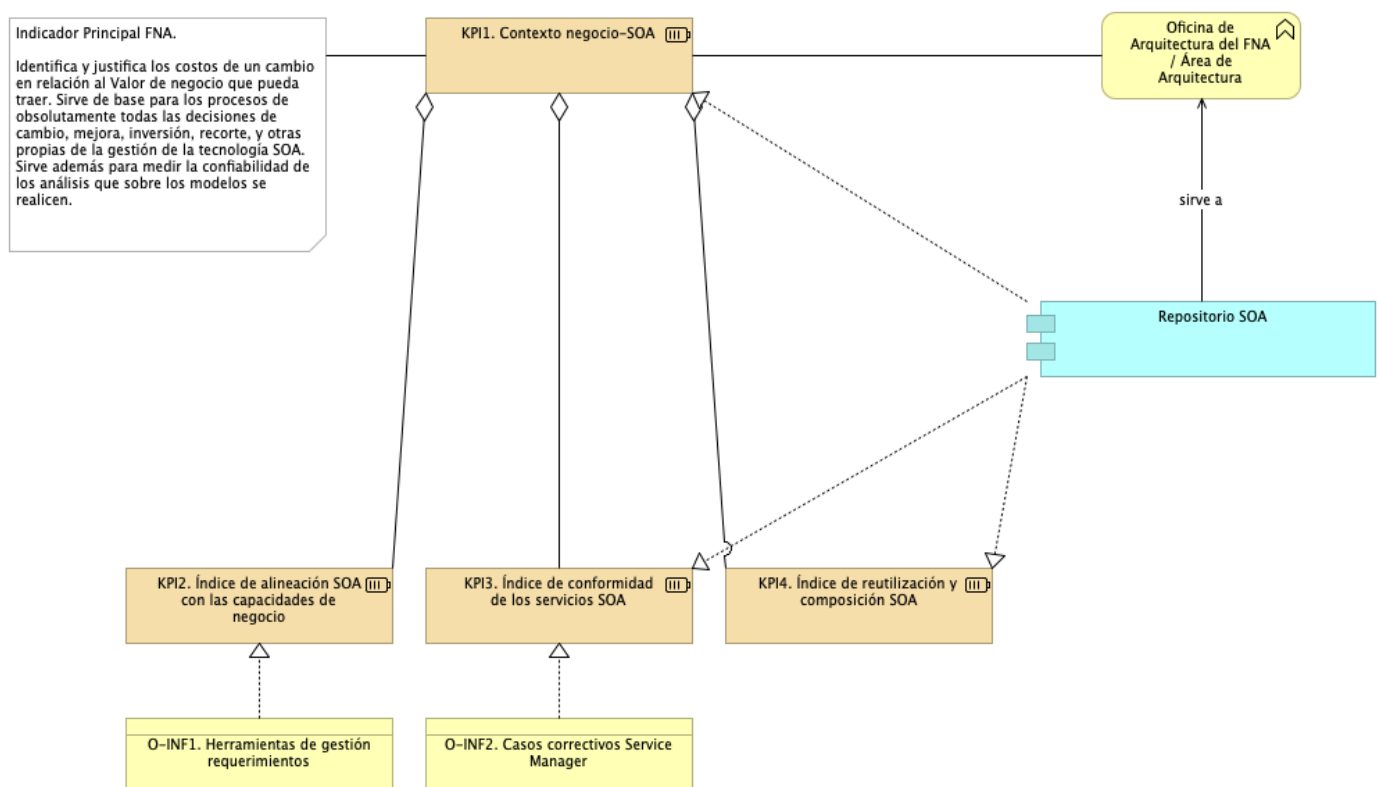 Indicador Principal FNA.
Identifica y justifica los costos de un cambio
en relación al Valor de negocio que pueda
traer. Sirve de base para los procesos de
obsolutamente todas las decisiones de
cambio, mejora, inversión, recorte, y otras
propias de la gestión de la tecnología SOA.
Sirve además para medir la confiabilidad de
los análisis que sobre los modelos se
realicen.
KPI1. Contexto negocio-SOA
Oficina de
Arquitectura del FNA
/ Área de
Arquitectura
sirve a
Repositorio SOA
KPI2. Índice de alineación SOA
con las capacidades de
negocio
KPI3. Índice de conformidad
de los servicios SOA
KPI4. Índice de reutilización y
composición SOA
O-INF1. Herramientas de gestión
requerimientos
O-INF2. Casos correctivos Service
Manager